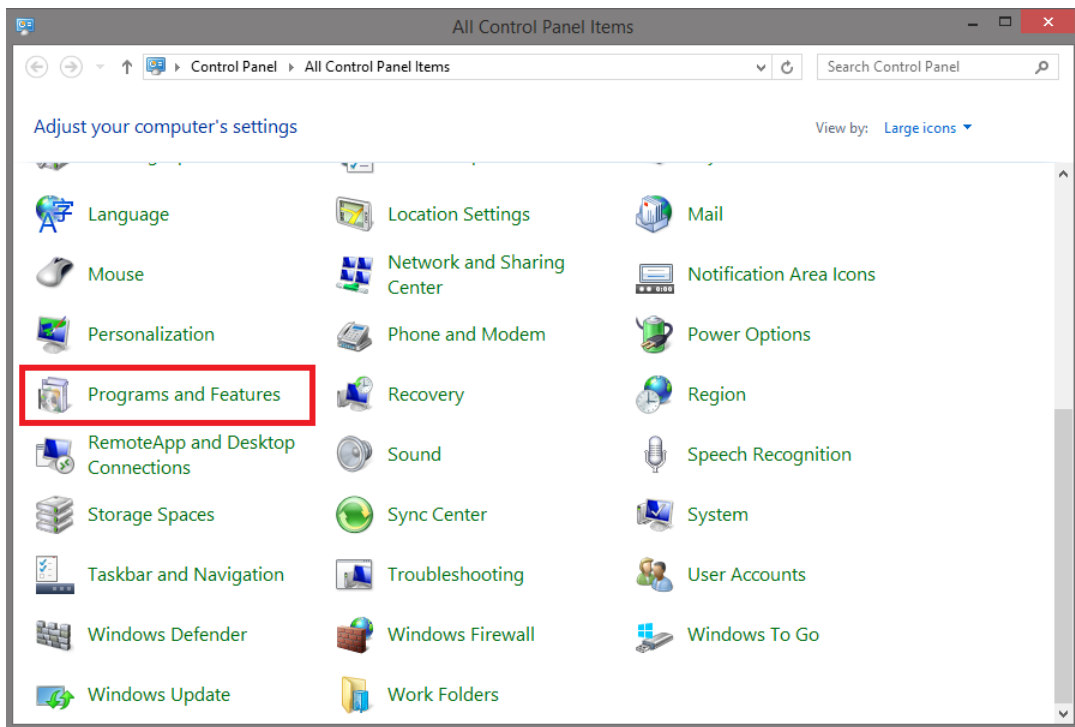 All Control Panel Items
Control Panel All Control Panel Items
Search Control Panel
Adjust your computer's settings
View by: Large icons
Language
Location Settings
Mail
Mouse
Network and Sharing
Center
Notification Area Icons
Personalization
Phone and Modem
Power Options
Programs and Features
Recovery
Region
RemoteApp and Desktop
Connections
Sound
Speech Recognition
Storage Spaces
Sync Center
System
Taskbar and Navigation
Troubleshooting
User Accounts
Windows Defender
Windows Firewall
Windows To Go
Windows Update
Work Folders